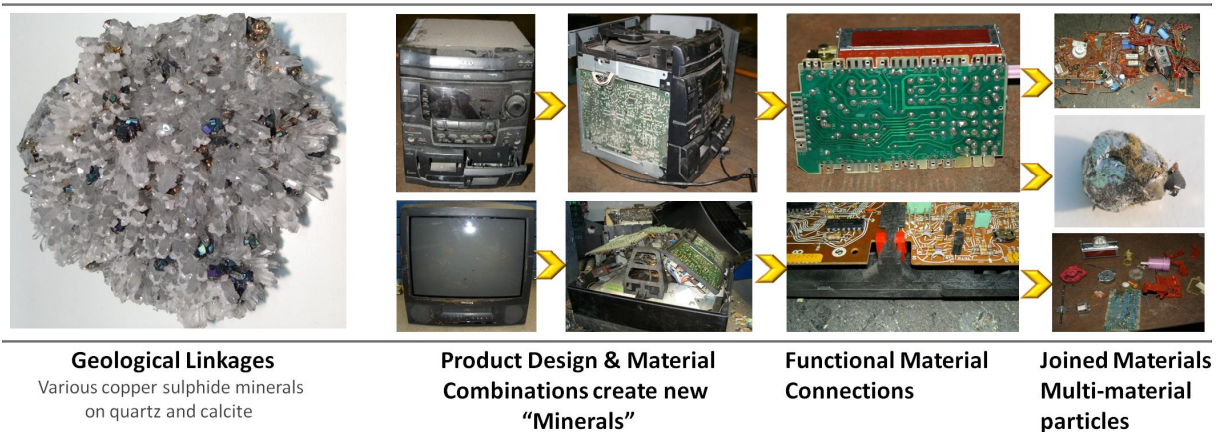 Geological Linkages
Various copper sulphide minerals
on quartz and calcite
Product Design & Material
Combinations create new
“Minerals”
Functional Material
Connections
Joined Materials
Multi-material
particles